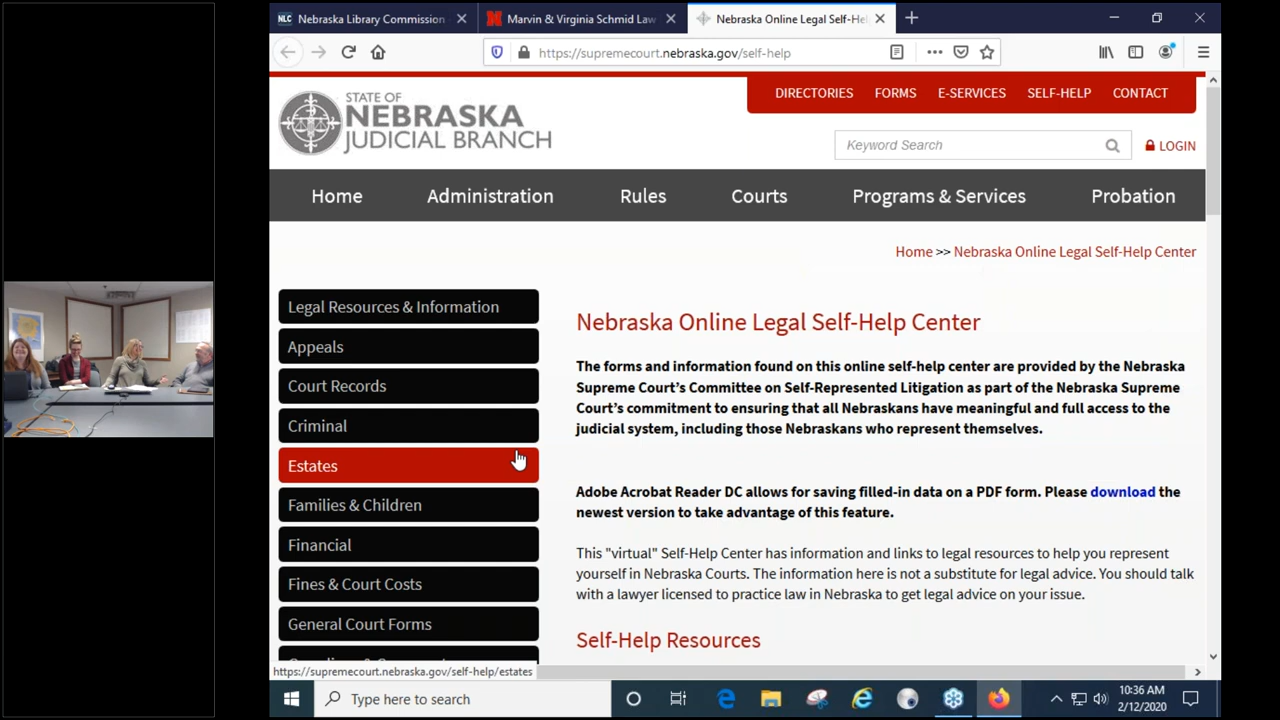 Nebraska Library Commission
Marvin & Virginia Schmid Law
Nebraska Online Legal Self-Hel
https://supremecourt.nebraska.gov/self-help
DIRECTORIES
FORMS
E-SERVICES
SELF-HELP
CONTACT
STATE OF
NEBRASKA
JUDICIAL BRANCH
Keyword Search
LOGIN
Home
Administration
Rules
Courts
Programs & Services
Probation
Home >> Nebraska Online Legal Self-Help Center
Legal Resources & Information
Appeals
Court Records
Criminal
Estates
Families & Children
Financial
Fines & Court Costs
General Court Forms
Nebraska Online Legal Self-Help Center
The forms and information found on this online self-help center are provided by the Nebraska
Supreme Court's Committee on Self-Represented Litigation as part of the Nebraska Supreme
Court's commitment to ensuring that all Nebraskans have meaningful and full access to the
judicial system, including those Nebraskans who represent themselves.
Adobe Acrobat Reader DC allows for saving filled-in data on a PDF form. Please download the
newest version to take advantage of this feature.
This "virtual" Self-Help Center has information and links to legal resources to help you represent
yourself in Nebraska Courts. The information here is not a substitute for legal advice. You should talk
with a lawyer licensed to practice law in Nebraska to get legal advice on your issue.
Self-Help Resources
https://supremecourt.nebraska.gov/self-help/estates
Type here to search
10:36 AM
2/12/2020